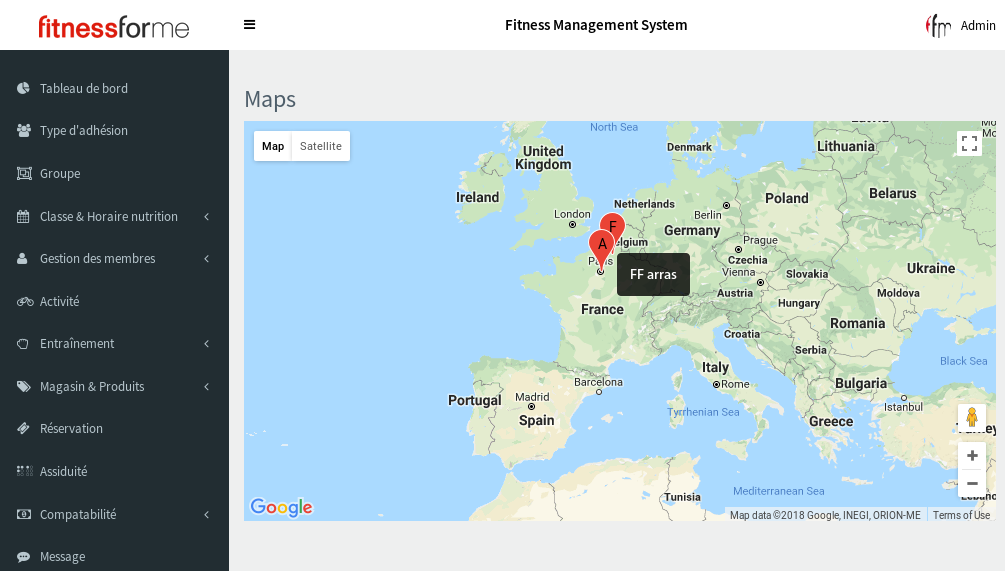 fitnessforme
Fitness Management System
fm
Admin
Tableau de bord
Type d'adhésion
Groupe
Classe & Horaire nutrition
Gestion des membres
Activité
Entraînement
Magasin & Produits
Réservation
Assiduité
Compatabilité
Message
Maps
Map
Satellite
North Sea
Denmark
Lithuania
United
Kingdom
Ireland
Netherlands
Poland
Belarus
London
Berlin
Germany
F
A
Belgium
Paris
FF arras
Prague
Czechia
Vienna
Slovakia
Ukraine
Austria
Hungary
Moldova
France
Croatia
Romania
Serbia
Black Sea
Italy
Rome
Bulgaria
Barcelona
Madrid
Portugal
Spain
Tyrrhenian Sea
Istanbul
Greece
Turkey
Tunisia
Mediterranean Sea
Google
Map data ©2018 Google, INEGI, ORION-ME
Terms of Use